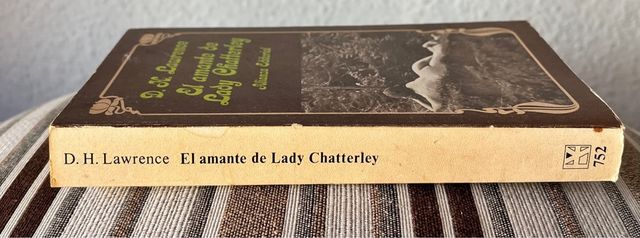 D. H. Lawrence
El amante de
Lady Chatterley
Alianza Editorial
D. H. Lawrence El amante de Lady Chatterley
752